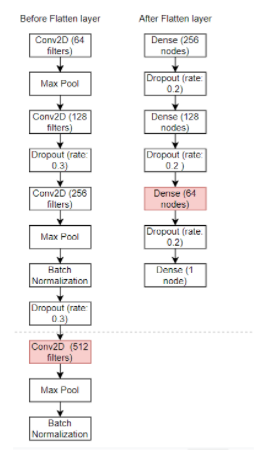 Before Flatten layer
Conv2D (64
filters)
Max Pool
Conv2D (128
filters)
Dropout (rate:
0.3)
Conv2D (256
filters)
Max Pool
Batch
Normalization
Dropout (rate:
0.3)
Conv2D (512
filters)
Max Pool
Batch
Normalization
After Flatten layer
Dense (256
nodes)
Dropout (rate:
0.2)
Dense (128
nodes)
Dropout (rate:
0.2 )
Dense (64
nodes)
Dropout (rate:
0.2)
Dense (1
node)